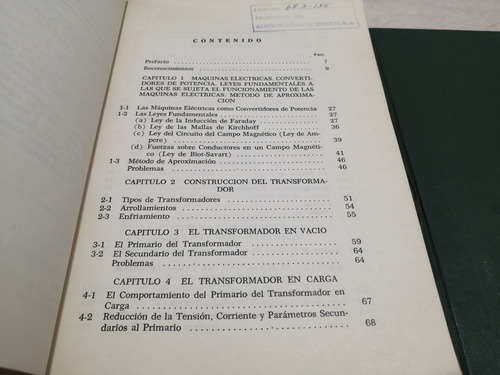 CONTENIDO
PAG.
Prefacio 7
Reconocimientos 9
CAPITULO 1 MAQUINAS ELECTRICAS. CONVERTI-
DORES DE POTENCIA. LEYES FUNDAMENTALES A
LAS QUE SE SUJETA EL FUNCIONAMIENTO DE LAS
MAQUINAS ELECTRICAS. METODO DE APROXIMA-
CION
1-1 Las Máquinas Eléctricas como Convertidores de Potencia 27
1-2 Las Leyes Fundamentales 27
(a) Ley de la Inducción de Faraday 27
(b) Ley de las Mallas de Kirchhoff 36
(c) Ley del Circuito del Campo Magnético (Ley de Am-
pere) 39
(d) Fuerzas sobre Conductores en un Campo Magnéti-
co (Ley de Biot-Savart) 41
1-3 Método de Aproximación 46
Problemas 46
CAPITULO 2 CONSTRUCCION DEL TRANSFORMA-
DOR
2-1 Tipos de Transformadores 51
2-2 Arrollamientos 54
2-3 Enfriamiento 55
CAPITULO 3 EL TRANSFORMADOR EN VACIO
3-1 El Primario del Transformador 59
3-2 El Secundario del Transformador 64
Problemas 64
CAPITULO 4 EL TRANSFORMADOR EN CARGA
4-1 El Comportamiento del Primario del Transformador en
Carga 67
4-2 Reducción de la Tensión, Corriente y Parámetros Secun-
darios al Primario 68